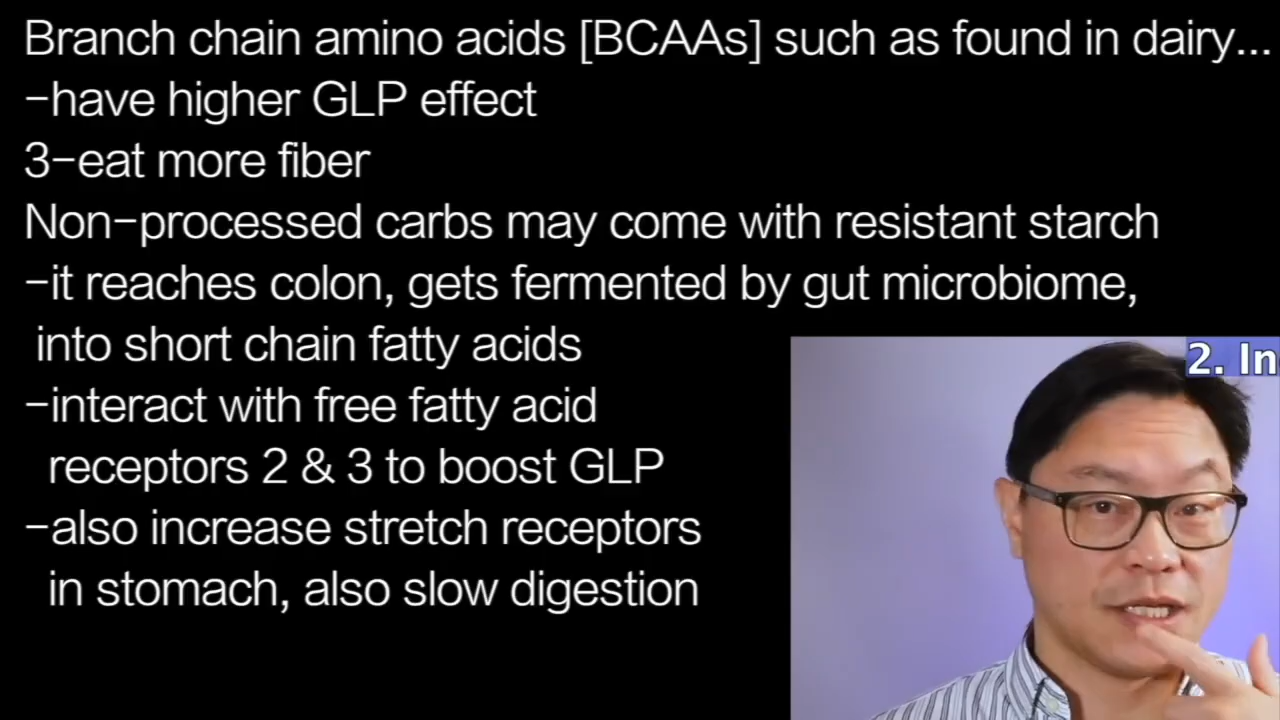 Branch chain amino acids [BCAAs] such as found in dairy...
-have higher GLP effect
3-eat more fiber
Non-processed carbs may come with resistant starch
-it reaches colon, gets fermented by gut microbiome,
into short chain fatty acids
-interact with free fatty acid
receptors 2 & 3 to boost GLP
-also increase stretch receptors
in stomach, also slow digestion
2. In